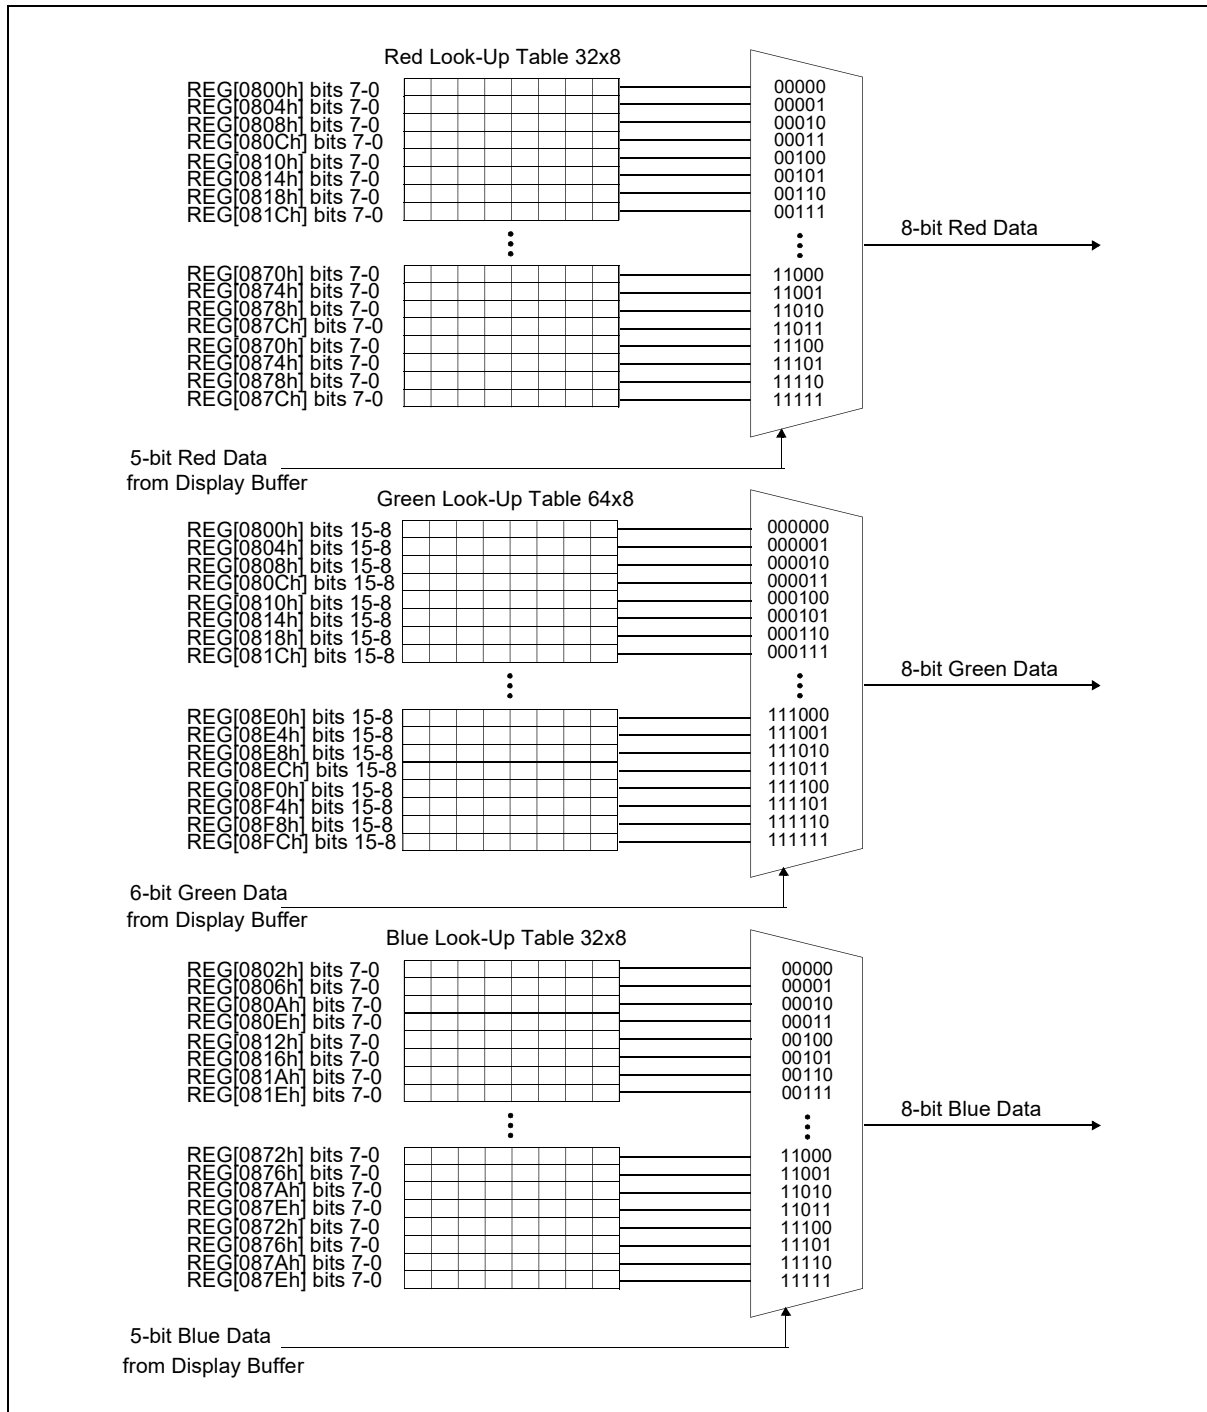 Red Look-Up Table 32x8
REG[0800h] bits 7-0 00000
REG[0804h] bits 7-0 00001
REG[0808h] bits 7-0 00010
REG[080Ch] bits 7-0 00011
REG[0810h] bits 7-0 00100
REG[0814h] bits 7-0 00101
REG[0818h] bits 7-0 00110
REG[081Ch] bits 7-0 00111
8-bit Red Data
REG[0870h] bits 7-0 11000
REG[0874h] bits 7-0 11001
REG[0878h] bits 7-0 11010
REG[087Ch] bits 7-0 11011
REG[0870h] bits 7-0 11100
REG[0874h] bits 7-0 11101
REG[0878h] bits 7-0 11110
REG[087Ch] bits 7-0 11111
5-bit Red Data
from Display Buffer
Green Look-Up Table 64x8
REG[0800h] bits 15-8 000000
REG[0804h] bits 15-8 000001
REG[0808h] bits 15-8 000010
REG[080Ch] bits 15-8 000011
REG[0810h] bits 15-8 000100
REG[0814h] bits 15-8 000101
REG[0818h] bits 15-8 000110
REG[081Ch] bits 15-8 000111
8-bit Green Data
REG[08E0h] bits 15-8 111000
REG[08E4h] bits 15-8 111001
REG[08E8h] bits 15-8 111010
REG[08ECh] bits 15-8 111011
REG[08F0h] bits 15-8 111100
REG[08F4h] bits 15-8 111101
REG[08F8h] bits 15-8 111110
REG[08FCh] bits 15-8 111111
6-bit Green Data
from Display Buffer
Blue Look-Up Table 32x8
REG[0802h] bits 7-0 00000
REG[0806h] bits 7-0 00001
REG[080Ah] bits 7-0 00010
REG[080Eh] bits 7-0 00011
REG[0812h] bits 7-0 00100
REG[0816h] bits 7-0 00101
REG[081Ah] bits 7-0 00110
REG[081Eh] bits 7-0 00111
8-bit Blue Data
REG[0872h] bits 7-0 11000
REG[0876h] bits 7-0 11001
REG[087Ah] bits 7-0 11010
REG[087Eh] bits 7-0 11011
REG[0872h] bits 7-0 11100
REG[0876h] bits 7-0 11101
REG[087Ah] bits 7-0 11110
REG[087Eh] bits 7-0 11111
5-bit Blue Data
from Display Buffer